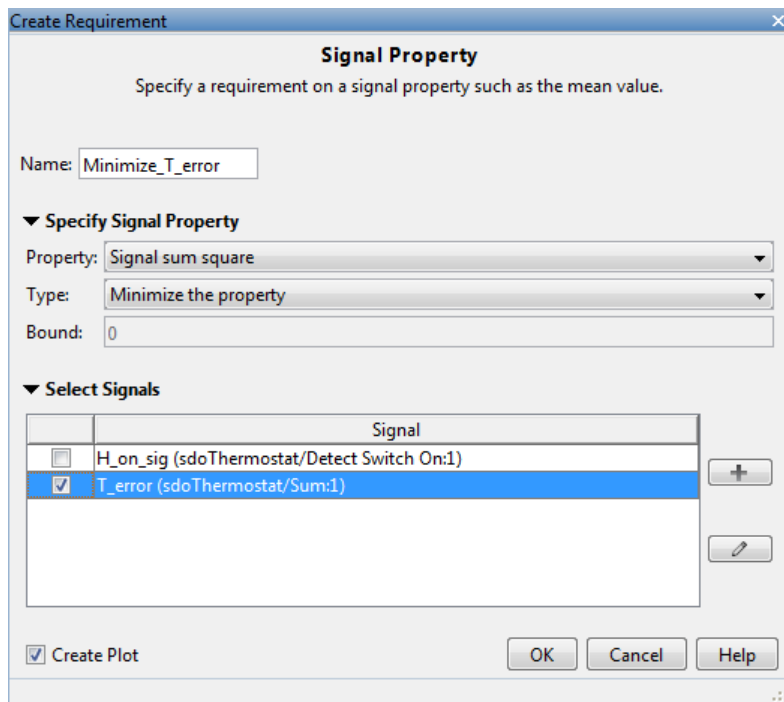 Create Requirement
Signal Property
Specify a requirement on a signal property such as the mean value.
Name: Minimize_T_error
Specify Signal Property
Property: Signal sum square
Type: Minimize the property
Bound: 0
Select Signals
Signal
H_on_sig (sdoThermostat/Detect Switch On:1)
T_error (sdoThermostat/Sum:1)
Create Plot OK Cancel Help